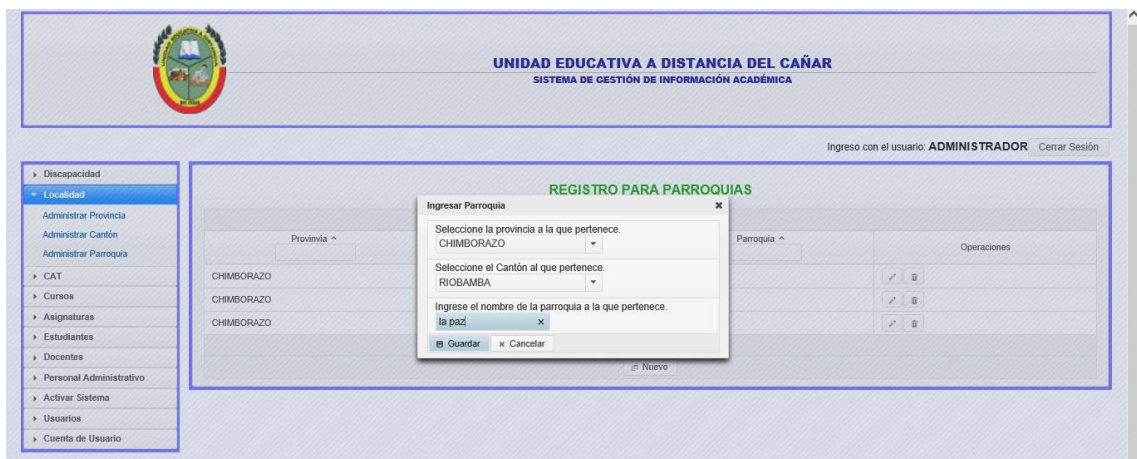 UNIDAD EDUCATIVA A DISTANCIA DEL CAÑAR
SISTEMA DE GESTIÓN DE INFORMACIÓN ACADÉMICA
Ingreso con el usuario: ADMINISTRADOR Cerrar Sesión
Discapacidad
Localidad
Administrar Provincia
Administrar Cantón
Administrar Parroquia
CAT
Cursos
Asignaturas
Estudiantes
Docentes
Personal Administrativo
Activar Sistema
Usuarios
Cuenta de Usuario
REGISTRO PARA PARROQUIAS
Provinvia
Parroquia
Operaciones
CHIMBORAZO
CHIMBORAZO
CHIMBORAZO
Nuevo
Ingresar Parroquia
Seleccione la provincia a la que pertenece.
CHIMBORAZO
Seleccione el Cantón al que pertenece.
RIOBAMBA
Ingrese el nombre de la parroquia a la que pertenece.
la paz
Guardar Cancelar